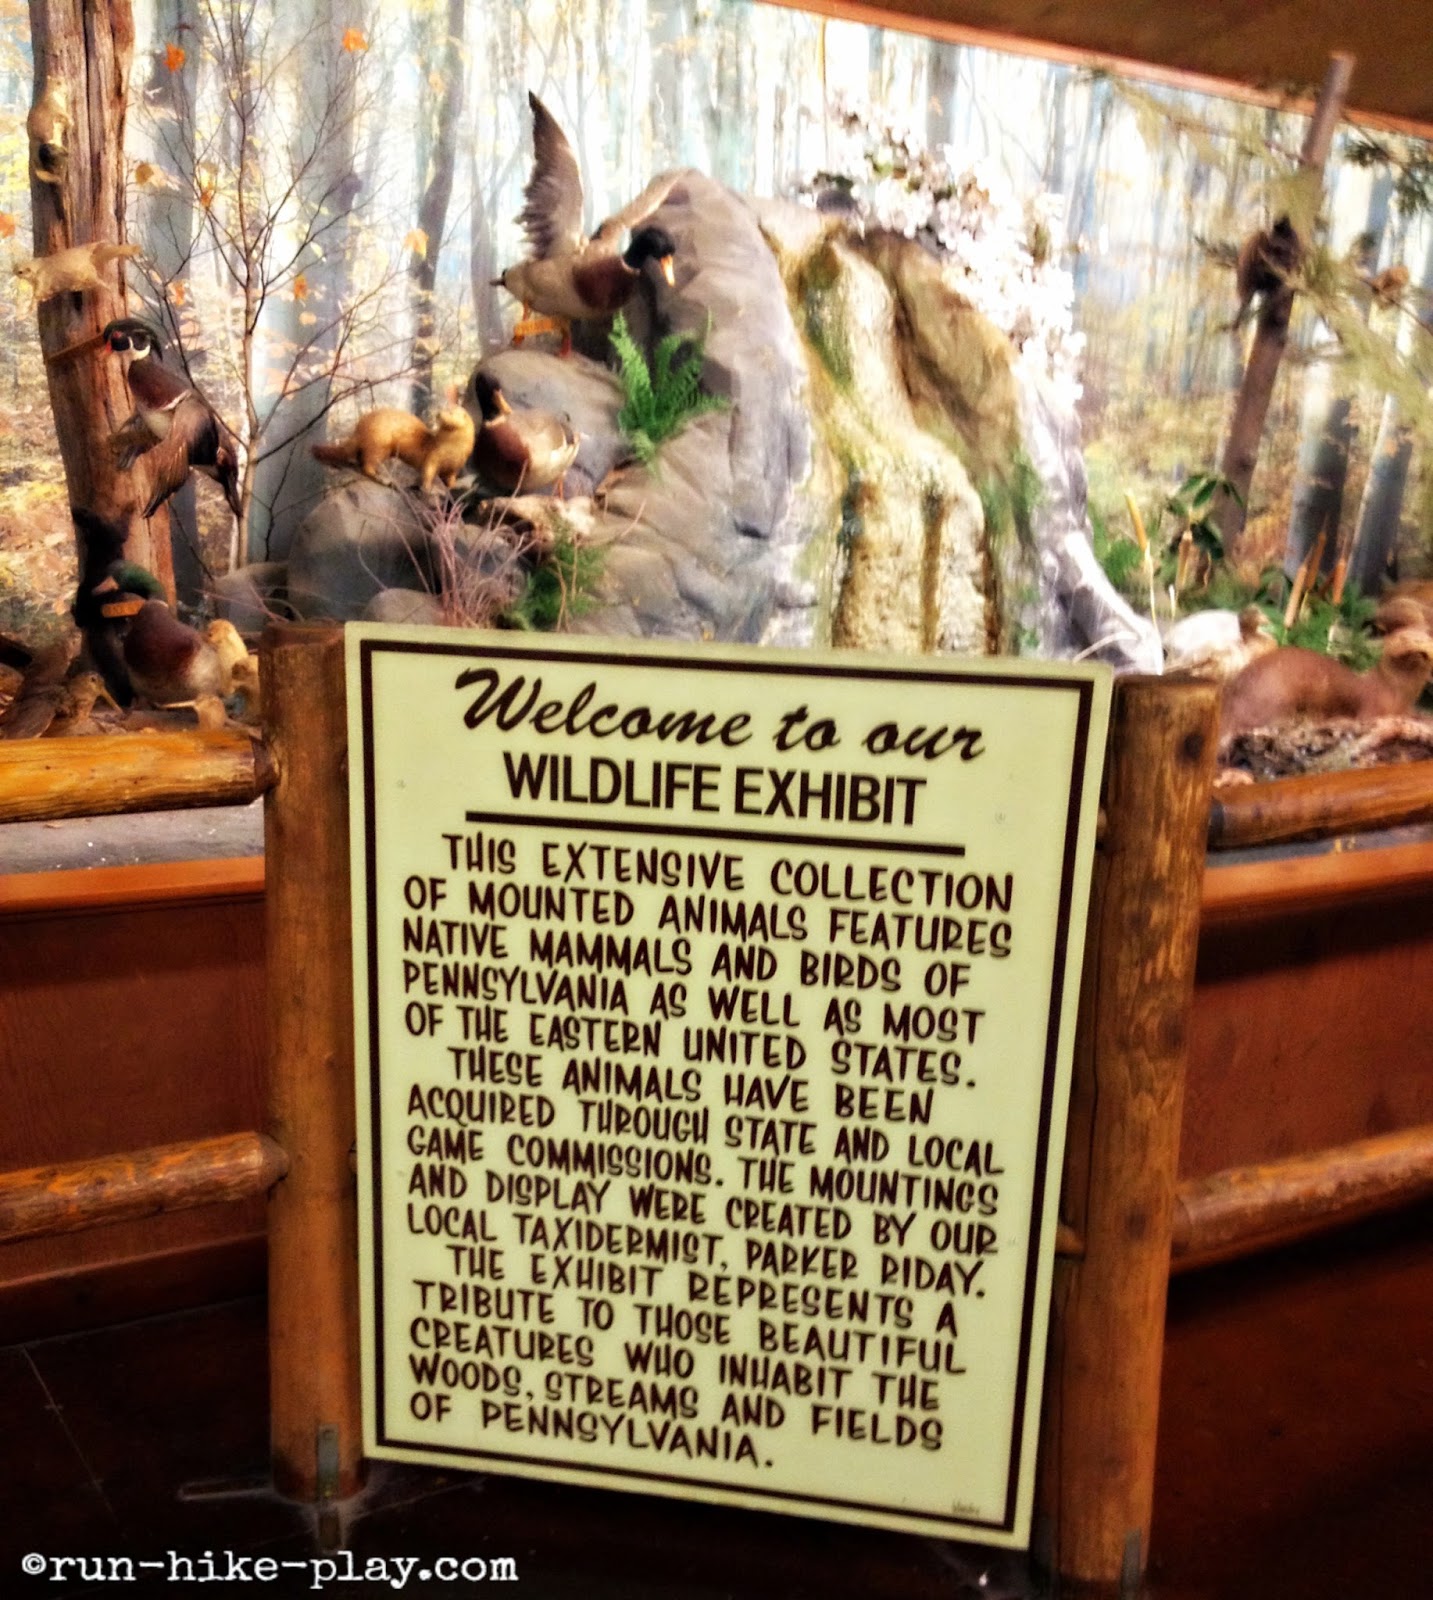 Welcome to our
WILDLIFE EXHIBIT
THIS EXTENSIVE COLLECTION
OF MOUNTED ANIMALS FEATURES
NATIVE MAMMALS AND BIRDS OF
PENNSYLVANIA AS WELL AS MOST
OF THE EASTERN UNITED STATES.
THESE ANIMALS HAVE BEEN
ACQUIRED THROUGH STATE AND LOCAL
GAME COMMISSIONS. THE MOUNTINGS
AND DISPLAY WERE CREATED BY OUR
LOCAL TAXIDERMIST, PARKER RIDAY.
THE EXHIBIT REPRESENTS A
TRIBUTE TO THOSE BEAUTIFUL
CREATURES WHO INHABIT THE
WOODS, STREAMS AND FIELDS
OF PENNSYLVANIA.
©run-hike-play.com